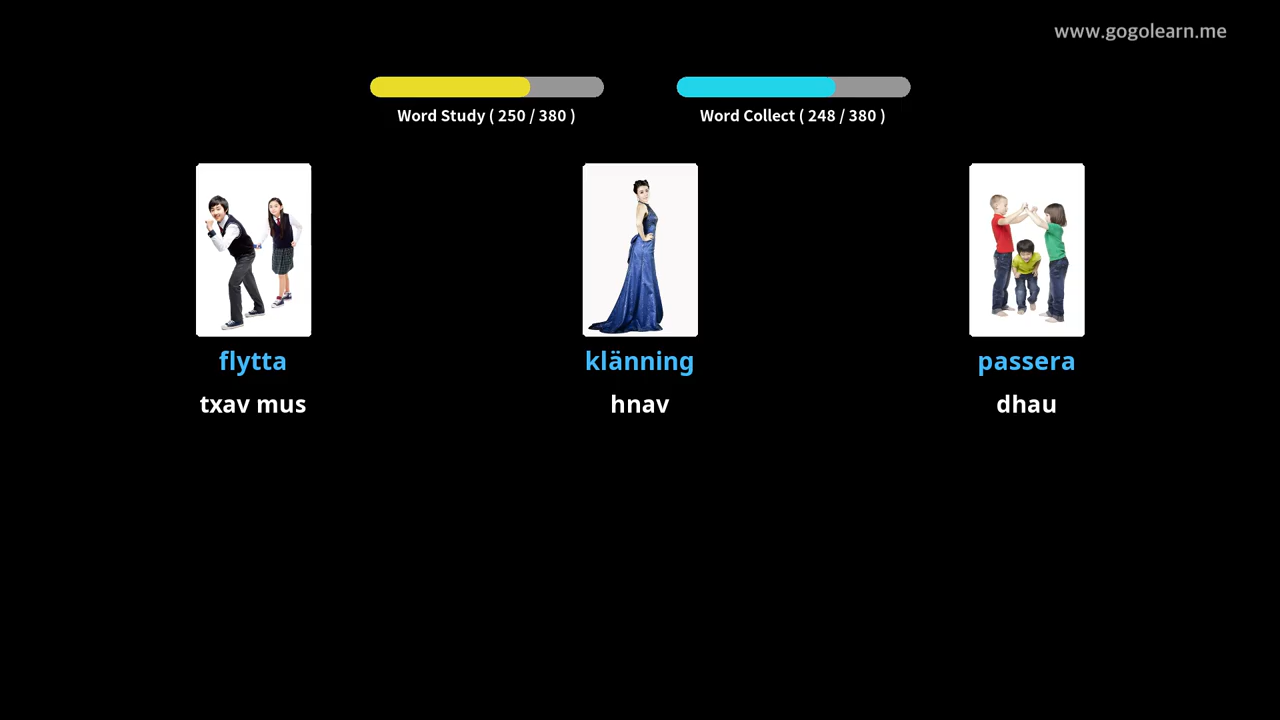 www.gogolearn.me
Word Study ( 250 / 380 )
Word Collect ( 248 / 380 )
flytta
klänning
passera
txav mus
hnav
dhau